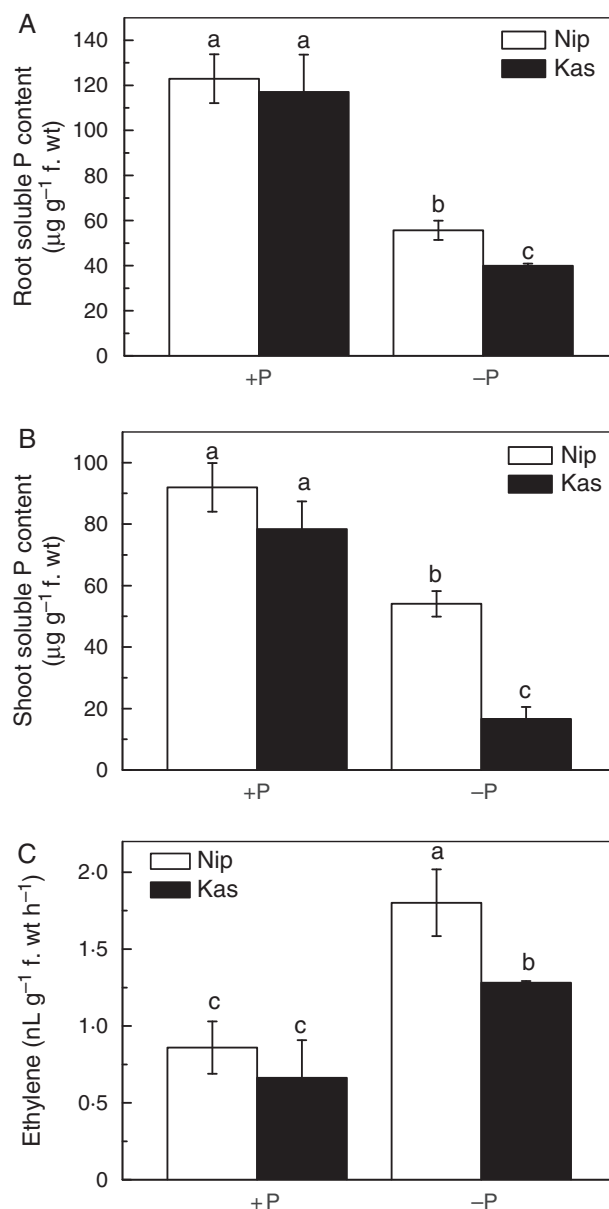 A
Root soluble P content
(μg g⁻¹ f. wt)
140
120
100
80
60
40
20
0
a
a
b
c
Nip
Kas
+P
–P
B
Shoot soluble P content
(μg g⁻¹ f. wt)
100
80
60
40
20
0
a
a
b
c
Nip
Kas
+P
–P
C
Ethylene (nL g⁻¹ f. wt h⁻¹)
2·0
1·5
1·0
0·5
0
Nip
Kas
c
c
a
b
+P
–P